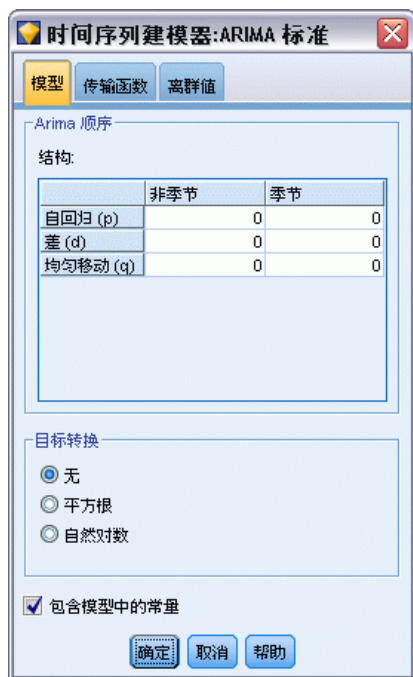 时间序列建模器:ARIMA 标准
模型 传输函数 离群值
Arima 顺序
结构:
非季节 季节
自回归 (p) 0 0
差 (d) 0 0
均匀移动 (q) 0 0
目标转换
无
平方根
自然对数
包含模型中的常量
确定 取消 帮助